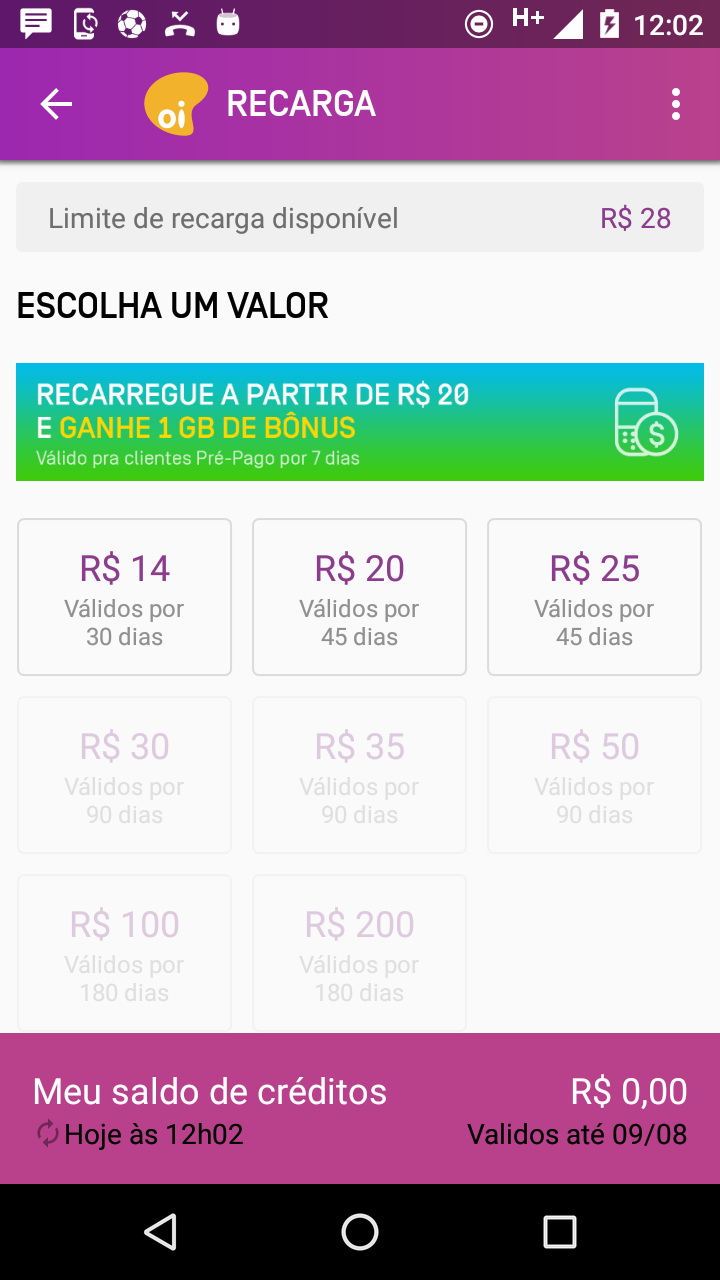 H+ 12:02
oi RECARGA
Limite de recarga disponível R$ 28
ESCOLHA UM VALOR
RECARREGUE A PARTIR DE R$ 20
E GANHE 1 GB DE BÔNUS
Válido pra clientes Pré-Pago por 7 dias
$
R$ 14
Válidos por
30 dias
R$ 20
Válidos por
45 dias
R$ 25
Válidos por
45 dias
R$ 30
Válidos por
90 dias
R$ 35
Válidos por
90 dias
R$ 50
Válidos por
90 dias
R$ 100
Válidos por
180 dias
R$ 200
Válidos por
180 dias
Meu saldo de créditos R$ 0,00
Hoje às 12h02 Validos até 09/08